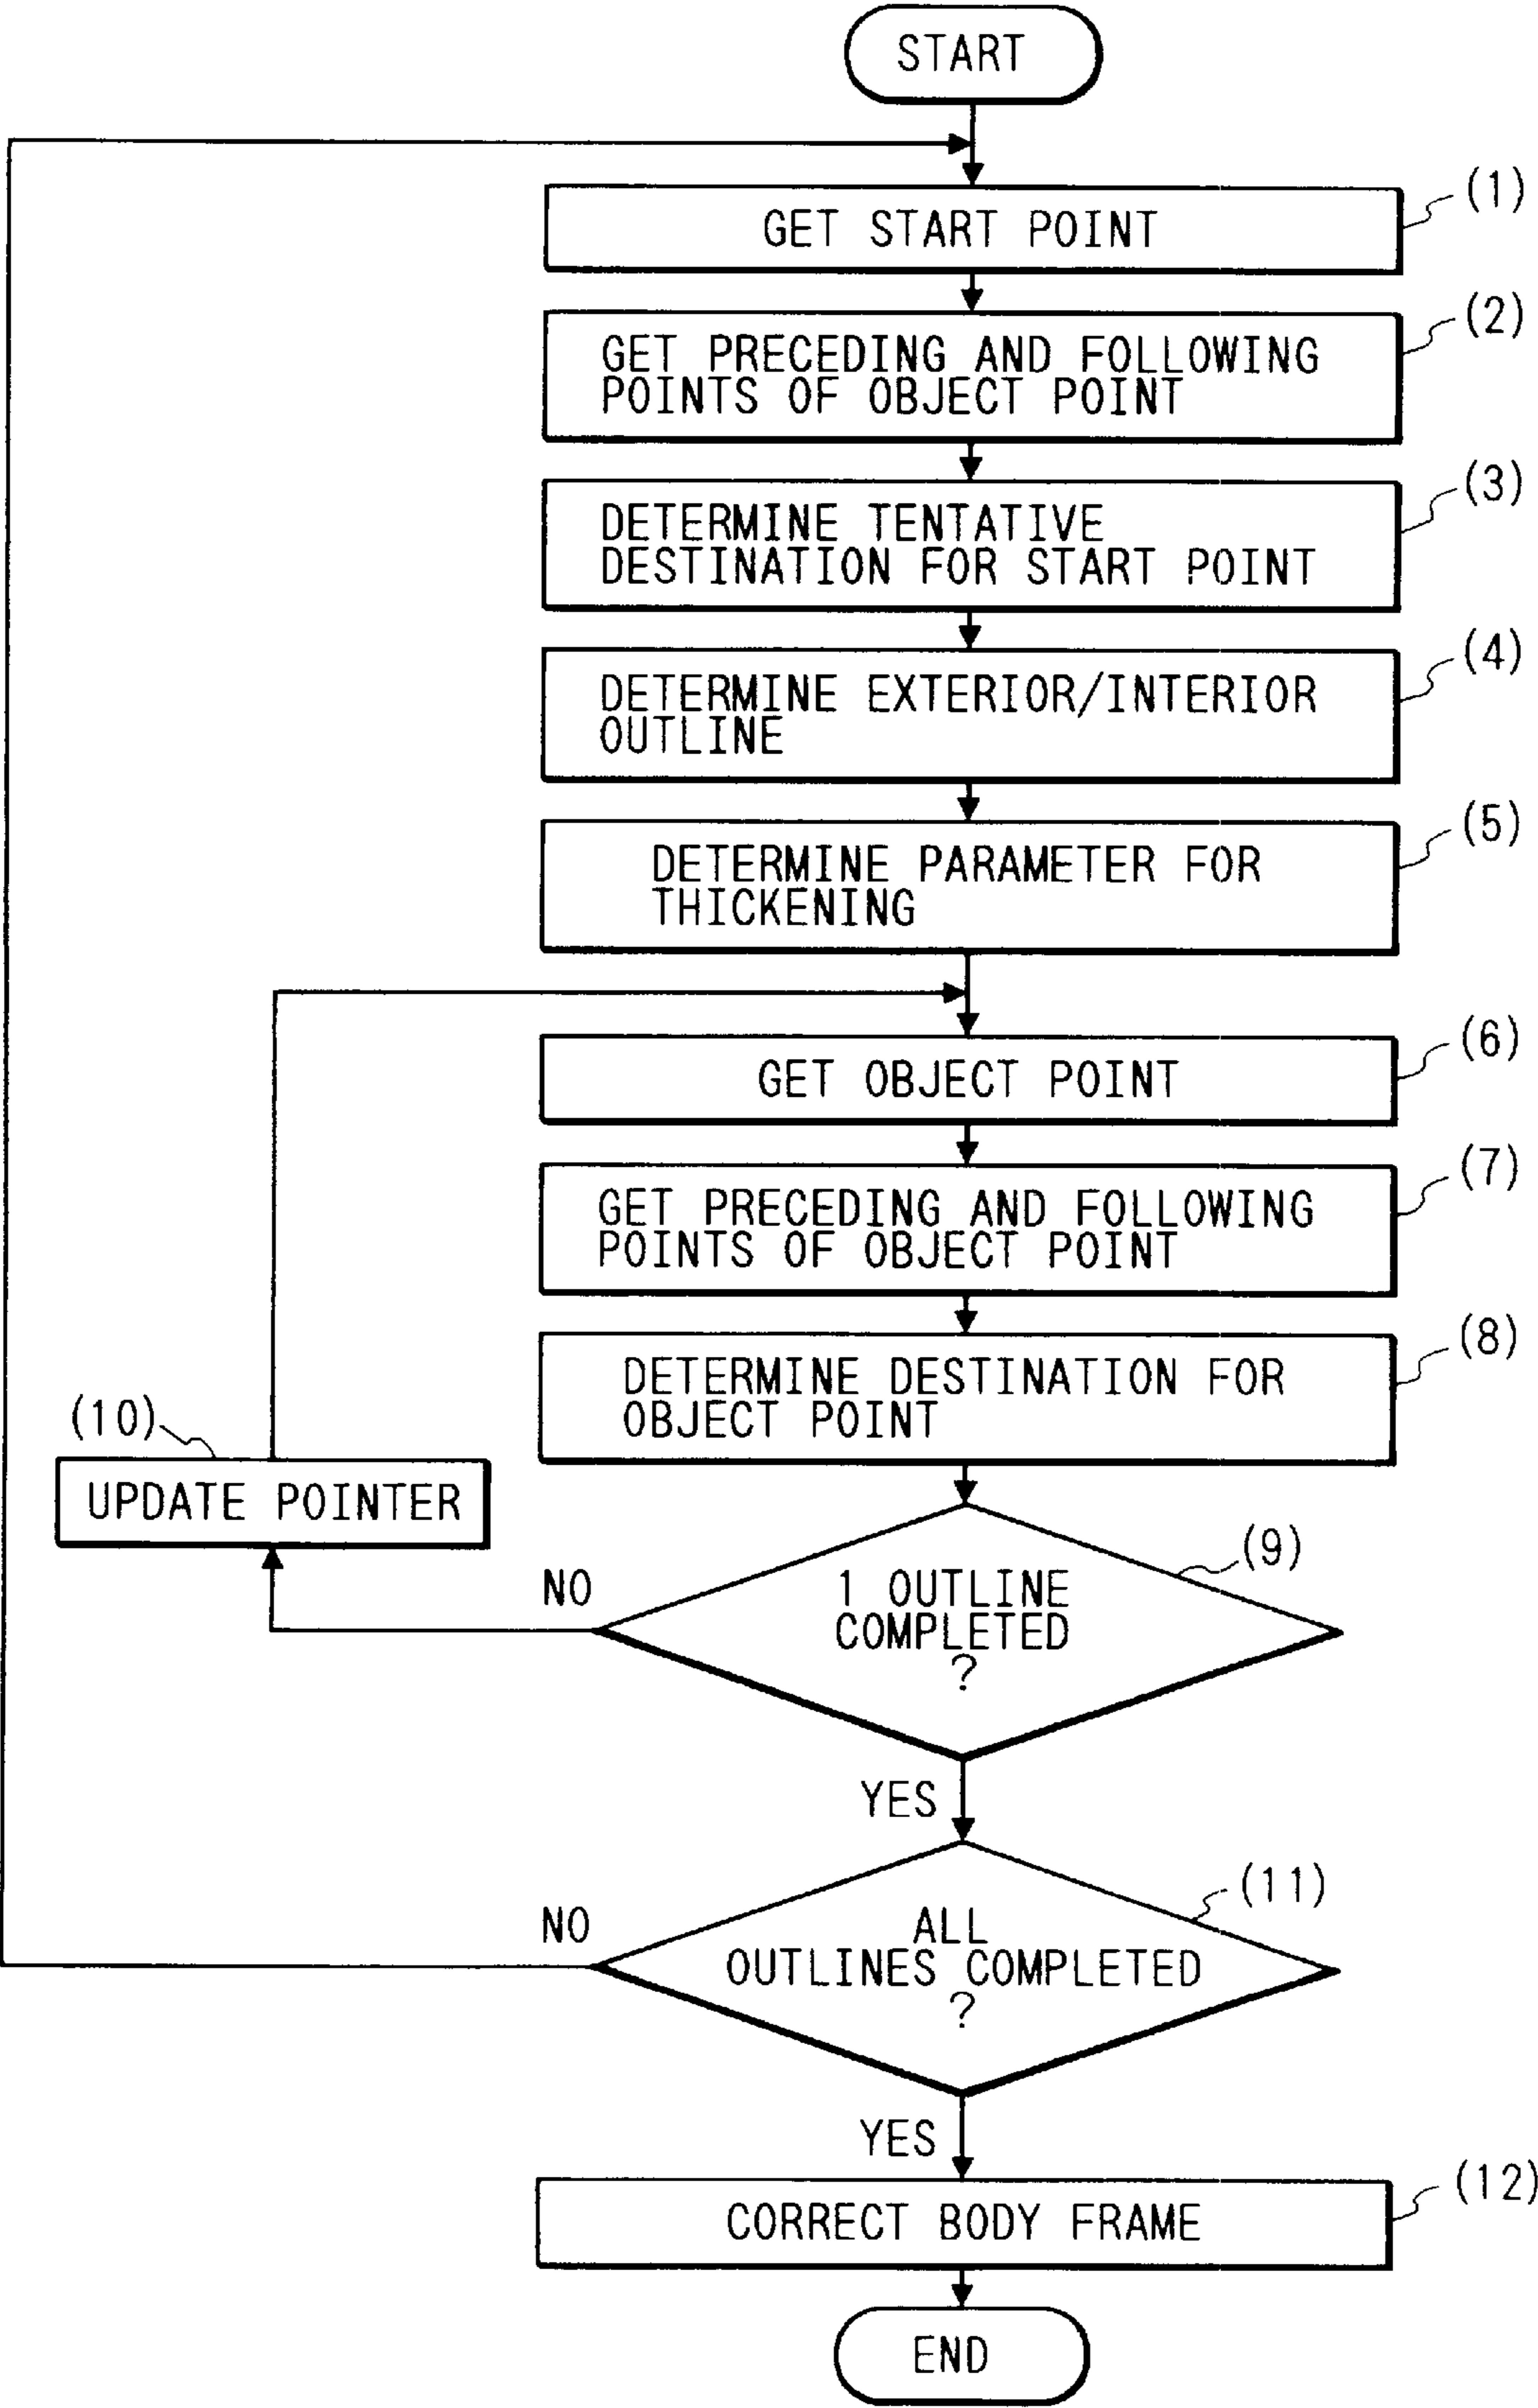 START
(1)
GET START POINT
(2)
GET PRECEDING AND FOLLOWING
POINTS OF OBJECT POINT
(3)
DETERMINE TENTATIVE
DESTINATION FOR START POINT
(4)
DETERMINE EXTERIOR/INTERIOR
OUTLINE
(5)
DETERMINE PARAMETER FOR
THICKENING
(6)
GET OBJECT POINT
(7)
GET PRECEDING AND FOLLOWING
POINTS OF OBJECT POINT
(8)
DETERMINE DESTINATION FOR
OBJECT POINT
(10)
UPDATE POINTER
(9)
NO
1 OUTLINE
COMPLETED
?
YES
(11)
NO
ALL
OUTLINES COMPLETED
?
YES
(12)
CORRECT BODY FRAME
END